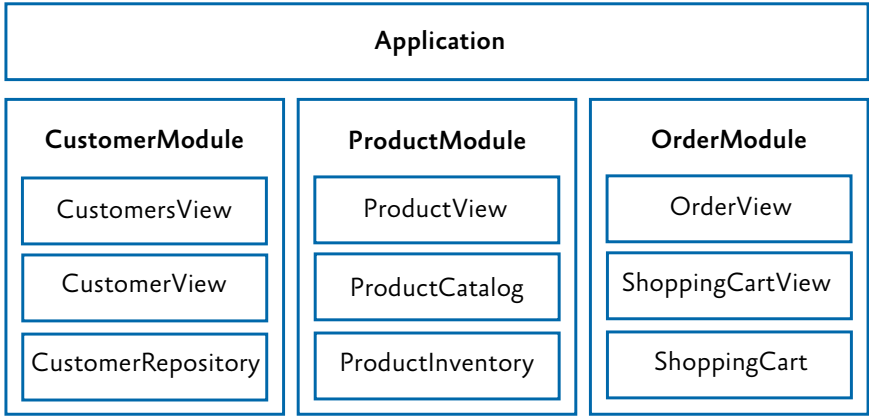 Application
CustomerModule
CustomersView
CustomerView
CustomerRepository
ProductModule
ProductView
ProductCatalog
ProductInventory
OrderModule
OrderView
ShoppingCartView
ShoppingCart